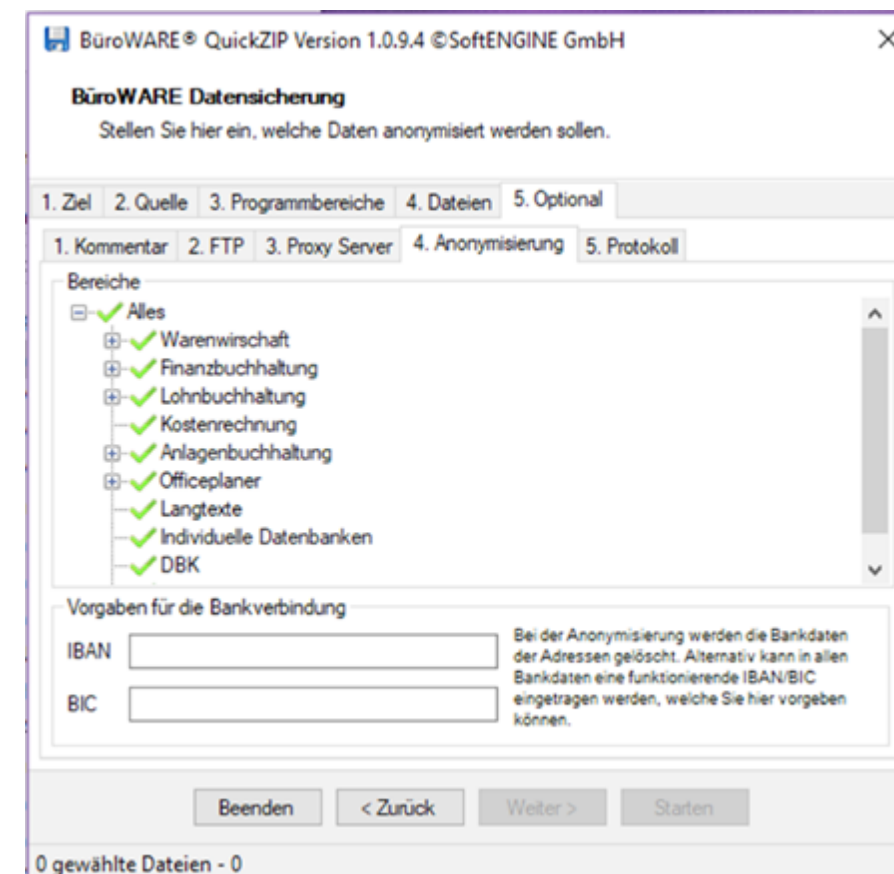 BüroWARE® QuickZIP Version 1.0.9.4 ©SoftENGINE GmbH
BüroWARE Datensicherung
Stellen Sie hier ein, welche Daten anonymisiert werden sollen.
1. Ziel 2. Quelle 3. Programmbereiche 4. Dateien 5. Optional
1. Kommentar 2. FTP 3. Proxy Server 4. Anonymisierung 5. Protokoll
Bereiche
Alles
Warenwirschaft
Finanzbuchhaltung
Lohnbuchhaltung
Kostenrechnung
Anlagenbuchhaltung
Officeplaner
Langtexte
Individuelle Datenbanken
DBK
Vorgaben für die Bankverbindung
IBAN
BIC
Bei der Anonymisierung werden die Bankdaten
der Adressen gelöscht. Alternativ kann in allen
Bankdaten eine funktionierende IBAN/BIC
eingetragen werden, welche Sie hier vorgeben
können.
Beenden < Zurück Weiter > Starten
0 gewählte Dateien - 0